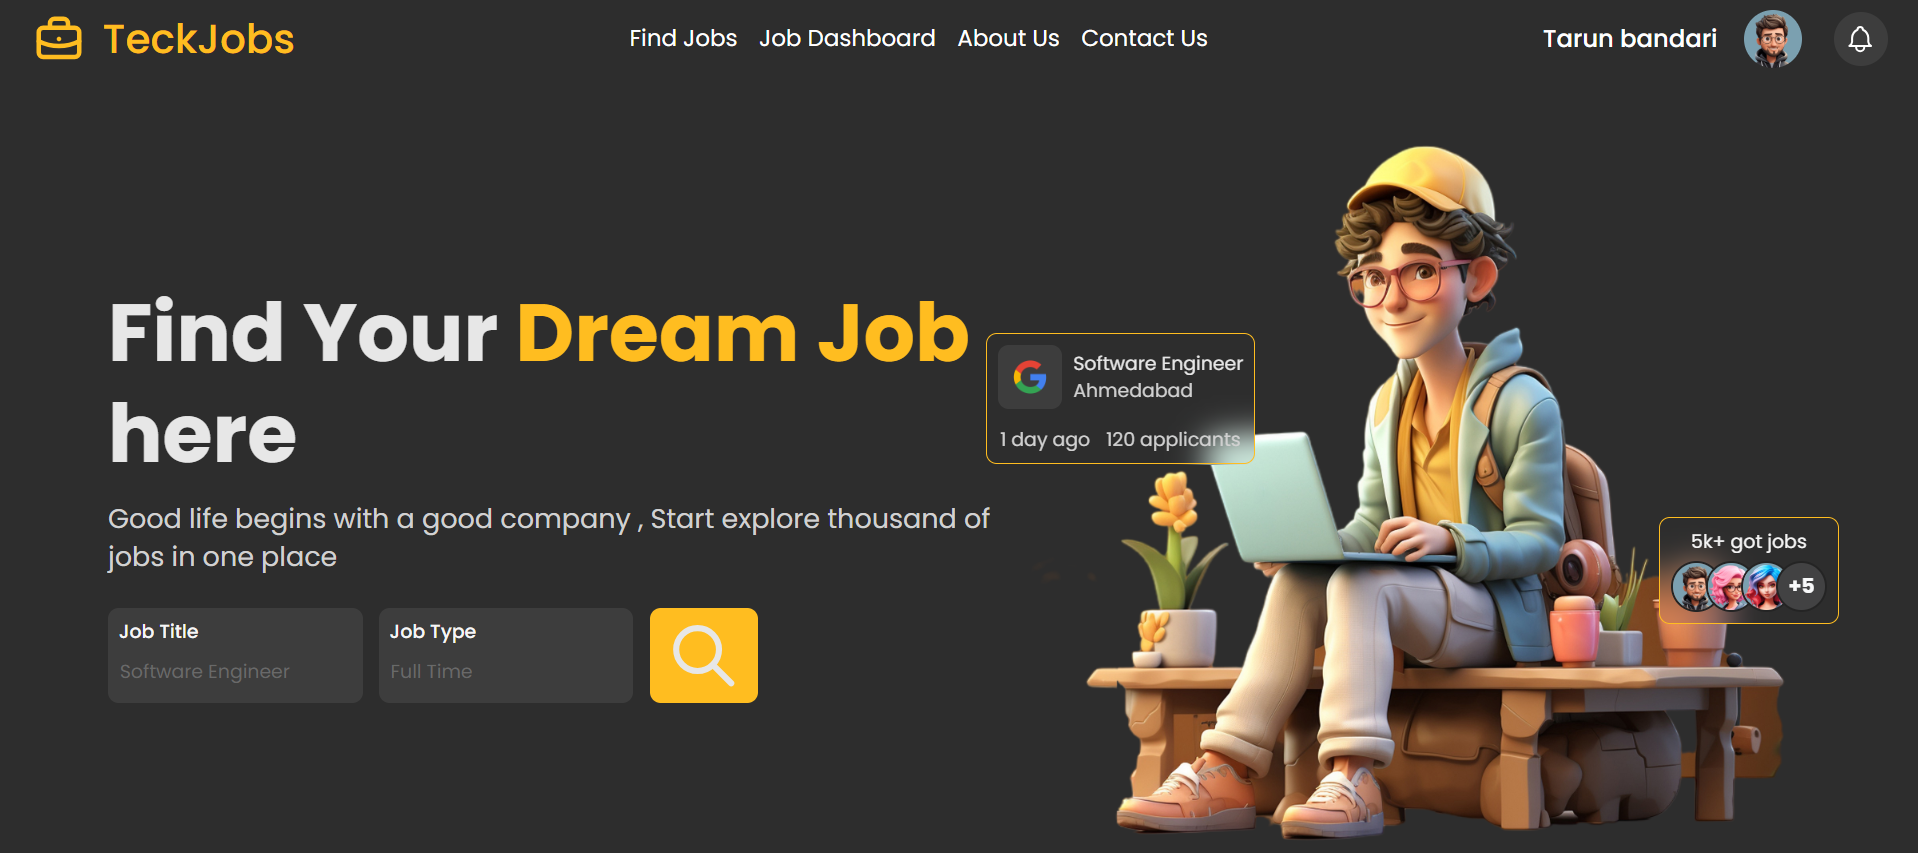 TeckJobs
Find Jobs
Job Dashboard
About Us
Contact Us
Tarun bandari
Find Your Dream Job
here
Good life begins with a good company , Start explore thousand of
jobs in one place
Job Title
Software Engineer
Job Type
Full Time
Software Engineer
Ahmedabad
1 day ago
120 applicants
5k+ got jobs
+5